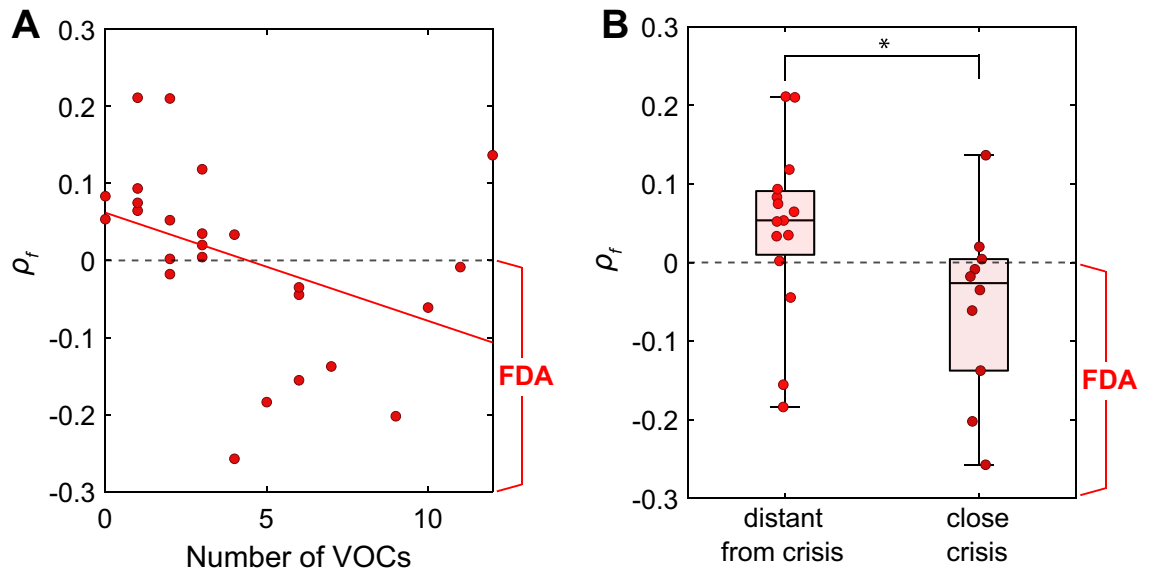 A
0.3
0.2
0.1
0
-0.1
-0.2
-0.3
ρf
0 5 10
Number of VOCs
FDA
B
*
0.3
0.2
0.1
0
-0.1
-0.2
-0.3
ρf
distant
from crisis
close
crisis
FDA